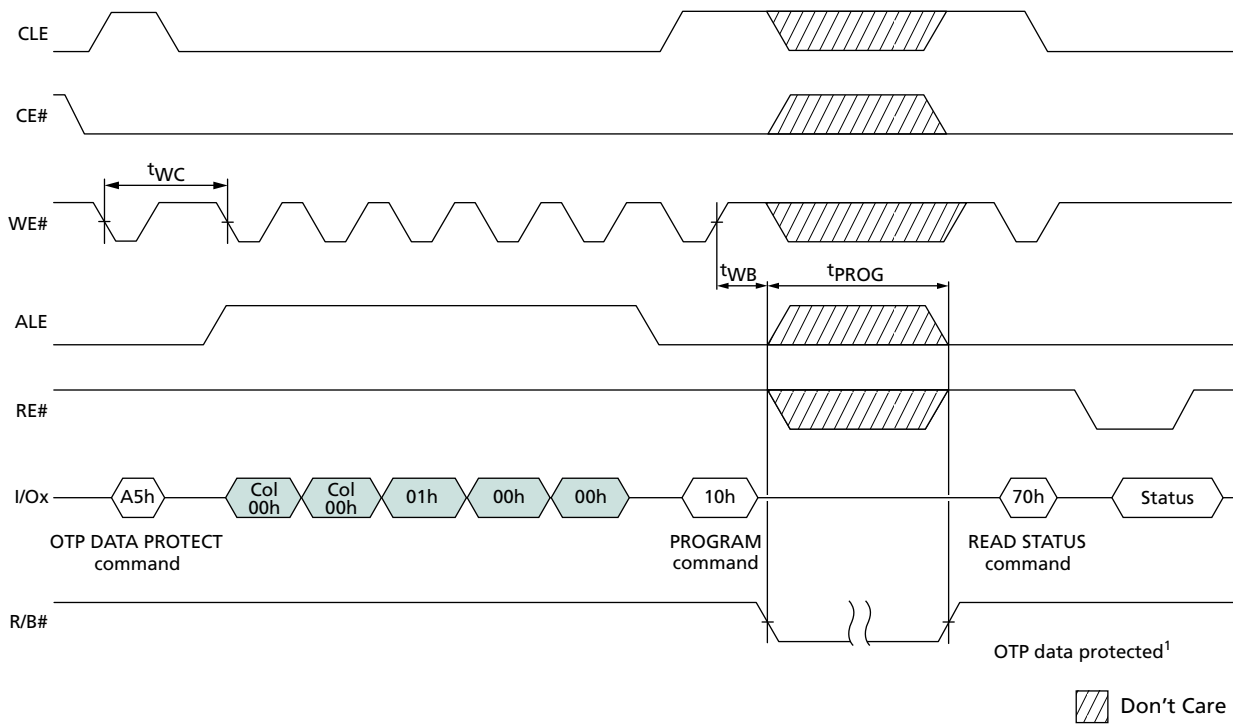 CLE
CE#
tWC
WE#
tWB
tPROG
ALE
RE#
I/Ox
A5h
Col
00h
Col
00h
01h
00h
00h
10h
70h
Status
OTP DATA PROTECT
command
PROGRAM
command
READ STATUS
command
R/B#
OTP data protected1
Don't Care